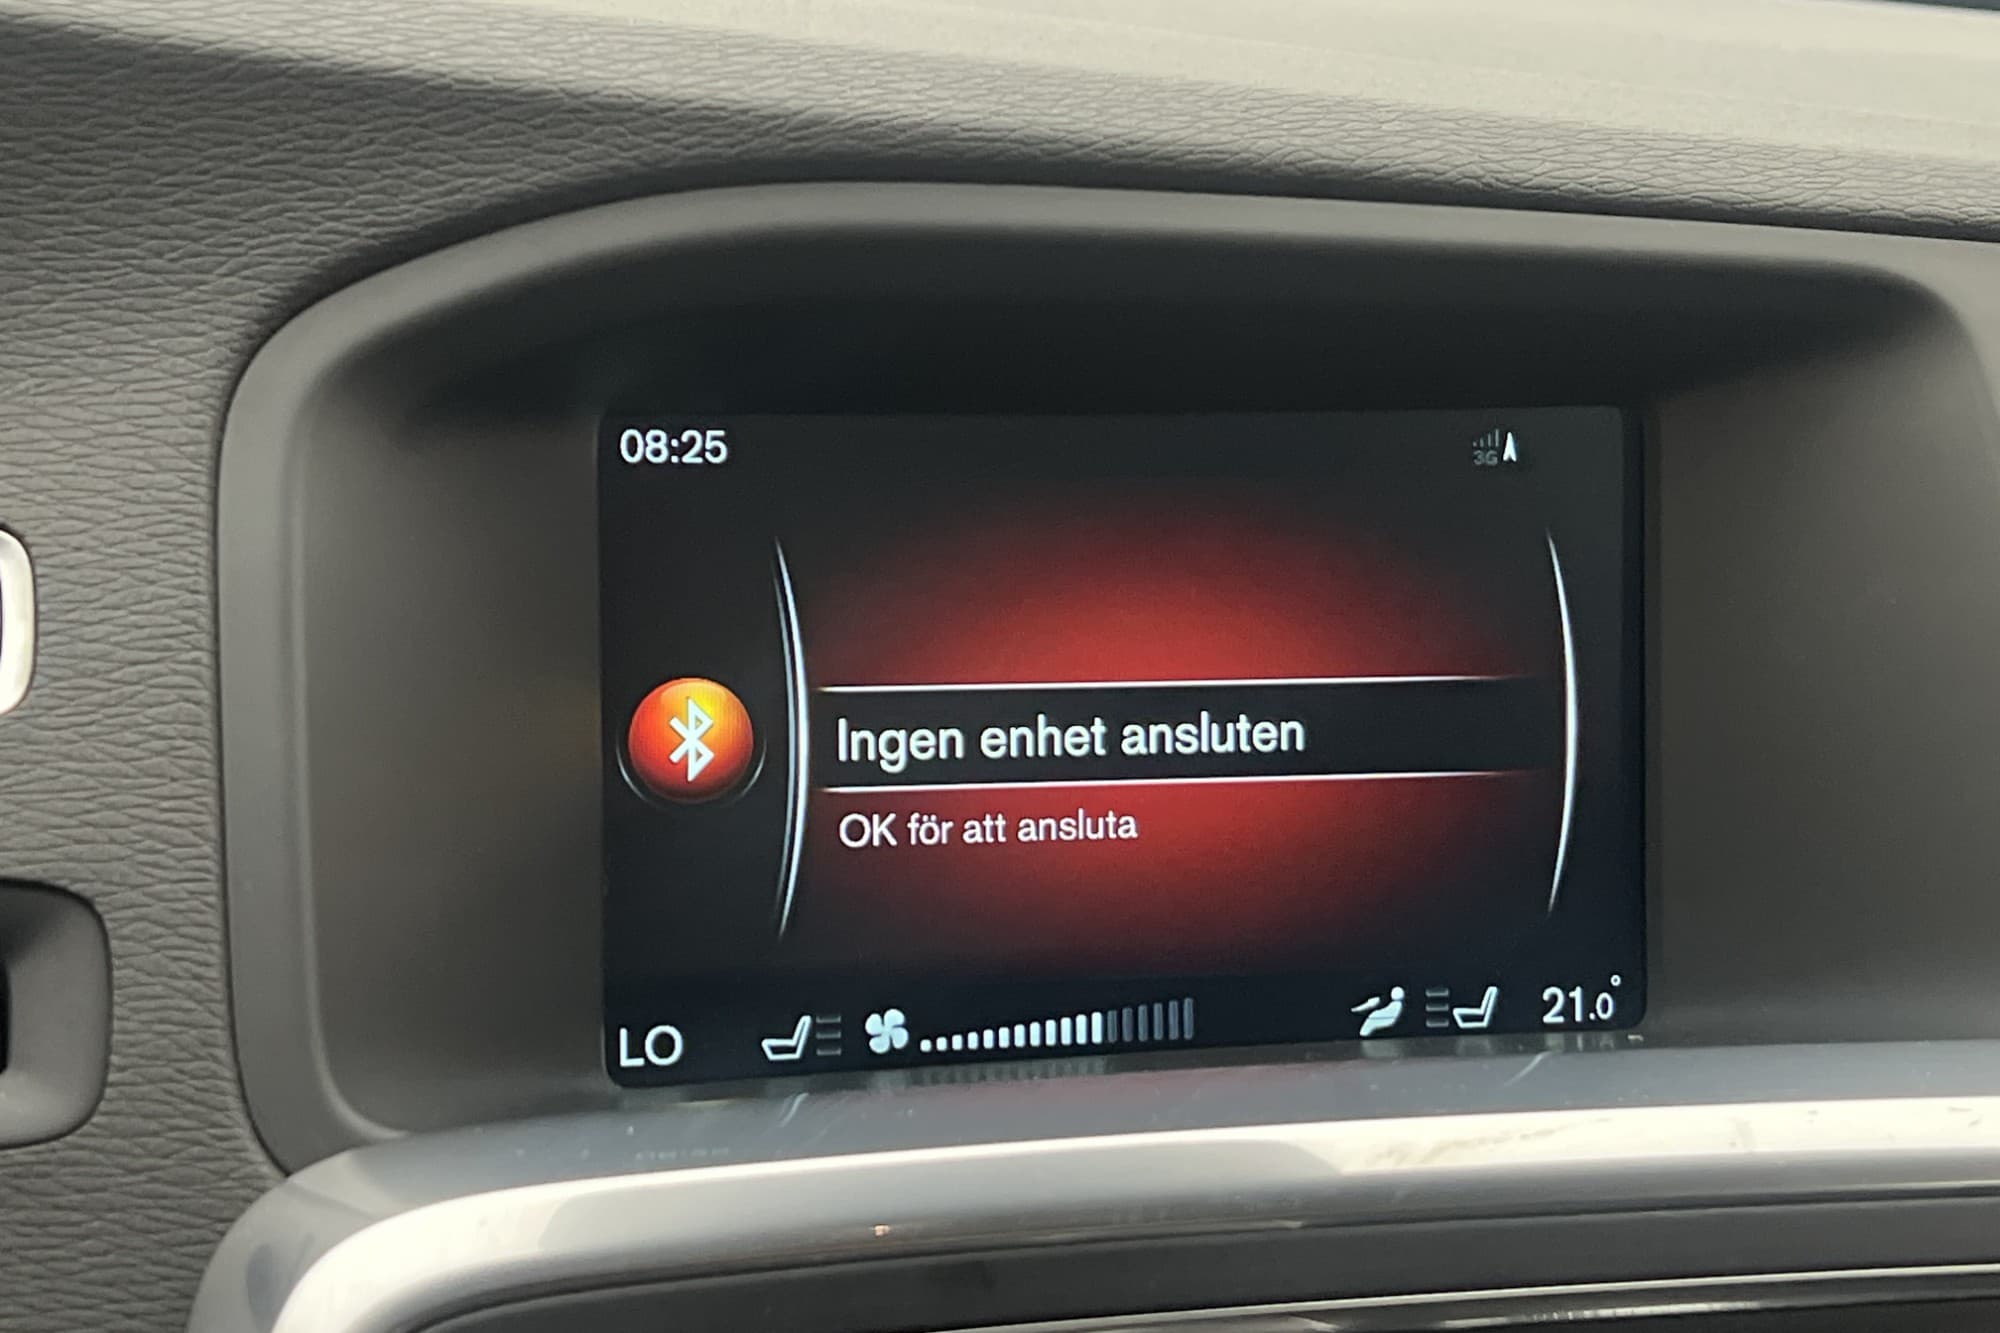 08:25
3G
Ingen enhet ansluten
OK för att ansluta
LO
21.0°